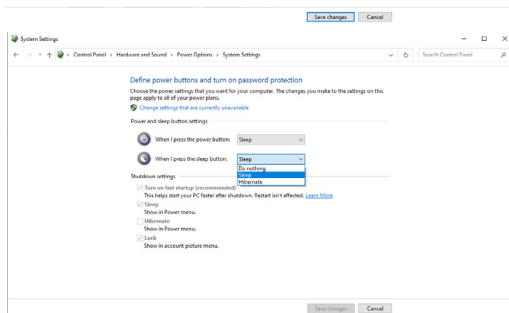 Save changes Cancel
System Settings
Control Panel › Hardware and Sound › Power Options › System Settings
Search Control Panel
Define power buttons and turn on password protection
Choose the power settings that you want for your computer. The changes you make to the settings on this
page apply to all of your power plans.
Change settings that are currently unavailable
Power and sleep button settings
When I press the power button: Sleep
When I press the sleep button: Sleep
Do nothing
Sleep
Hibernate
Shutdown settings
Turn on fast startup (recommended)
This helps start your PC faster after shutdown. Restart isn't affected. Learn More
Sleep
Show in Power menu.
Hibernate
Show in Power menu.
Lock
Show in account picture menu.
Save changes Cancel